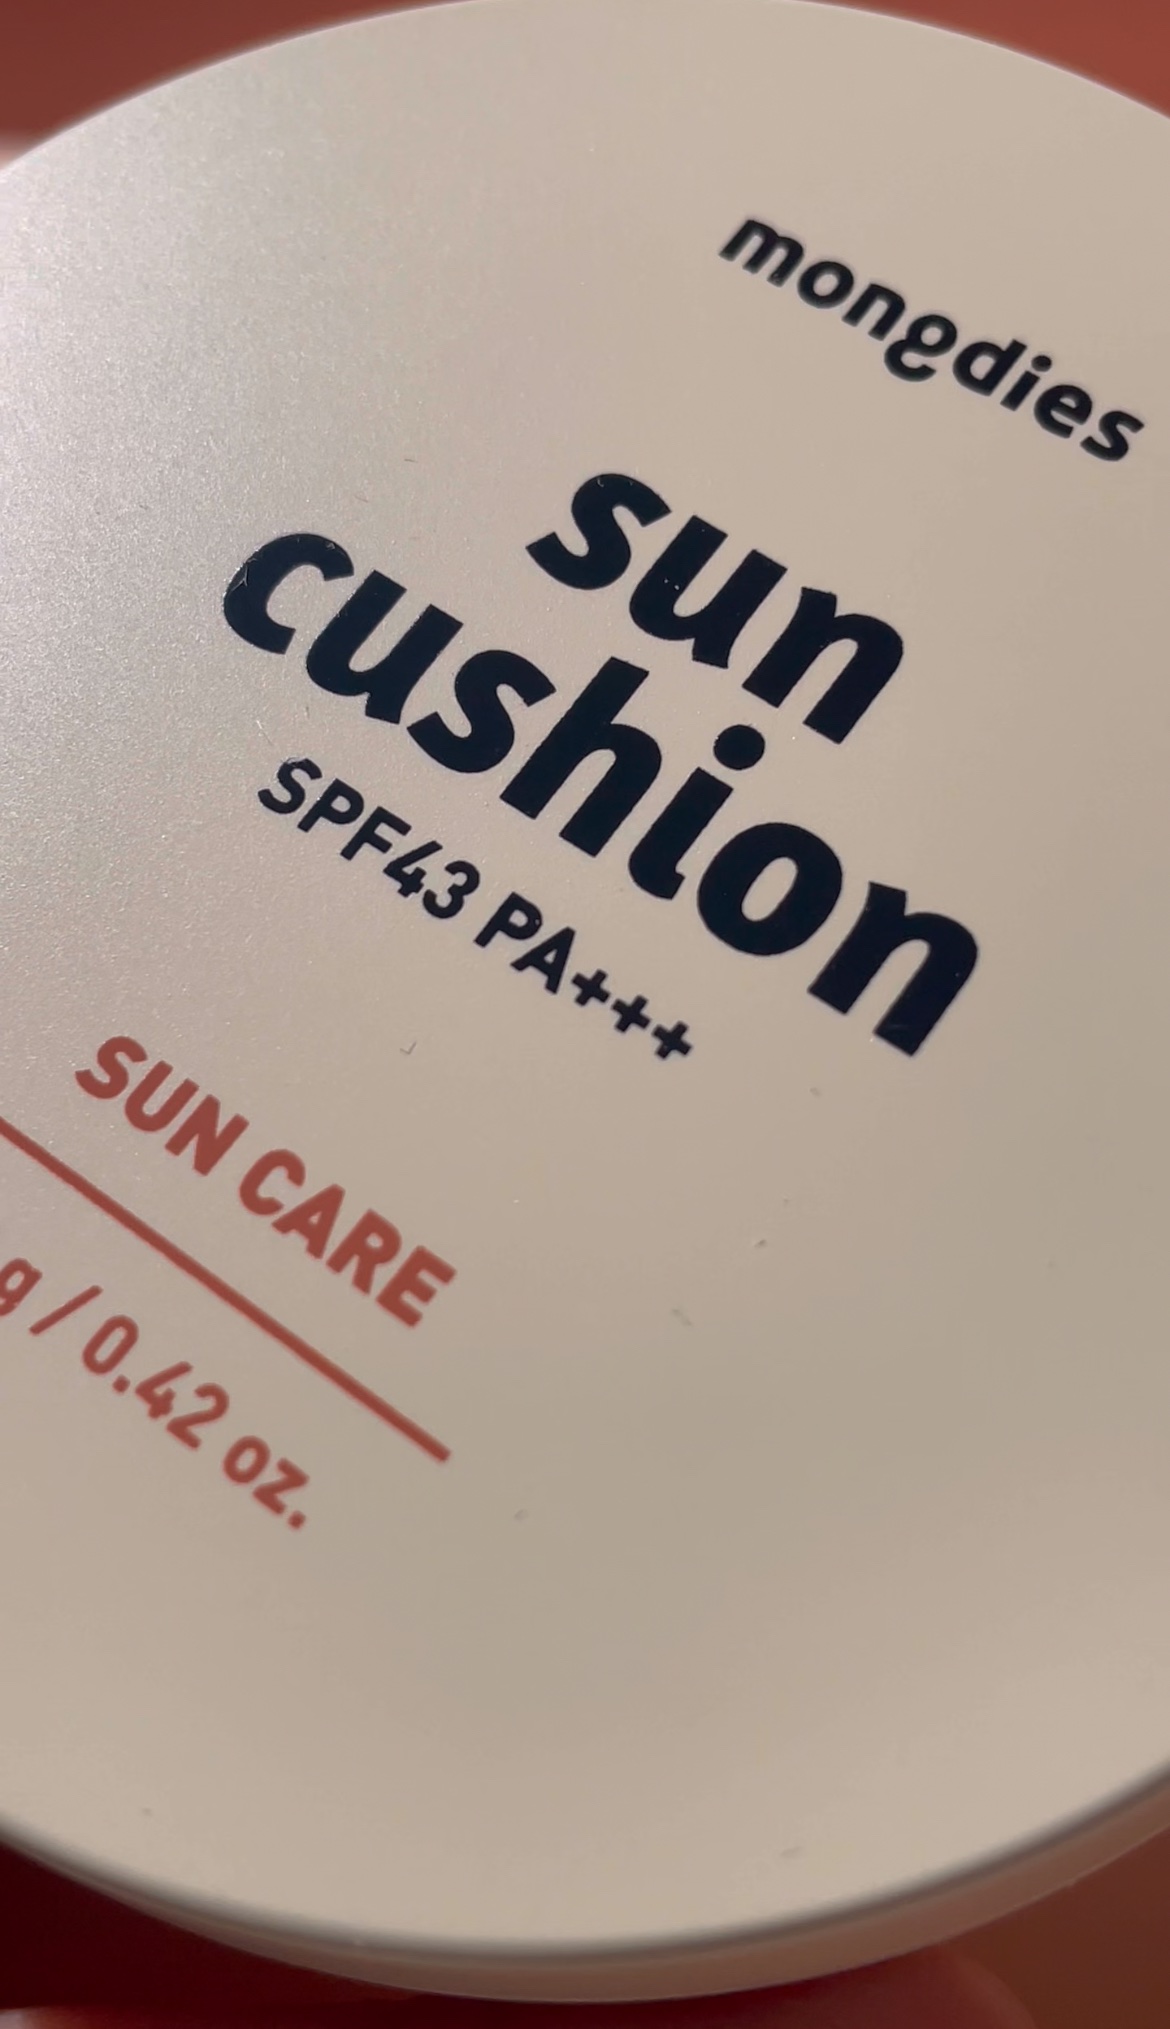 mongdies
sun
cushion
SPF43 PA+++
SUN CARE
g / 0.42 oz.